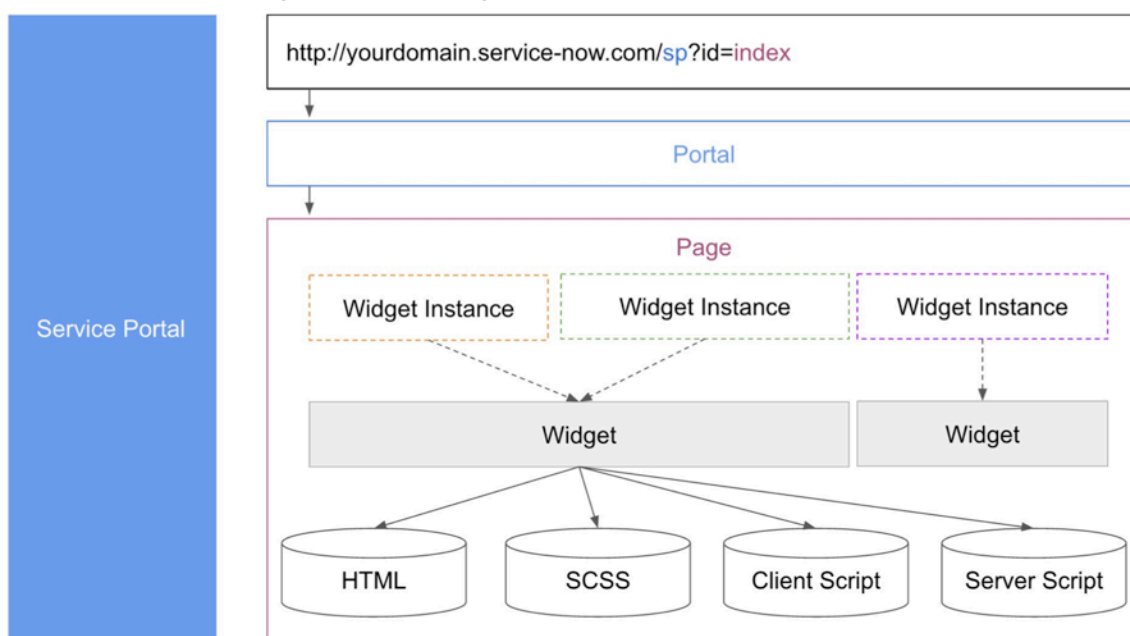 http://yourdomain.service-now.com/sp?id=index
Portal
Page
Service Portal
Widget Instance
Widget Instance
Widget Instance
Widget
Widget
HTML
SCSS
Client Script
Server Script